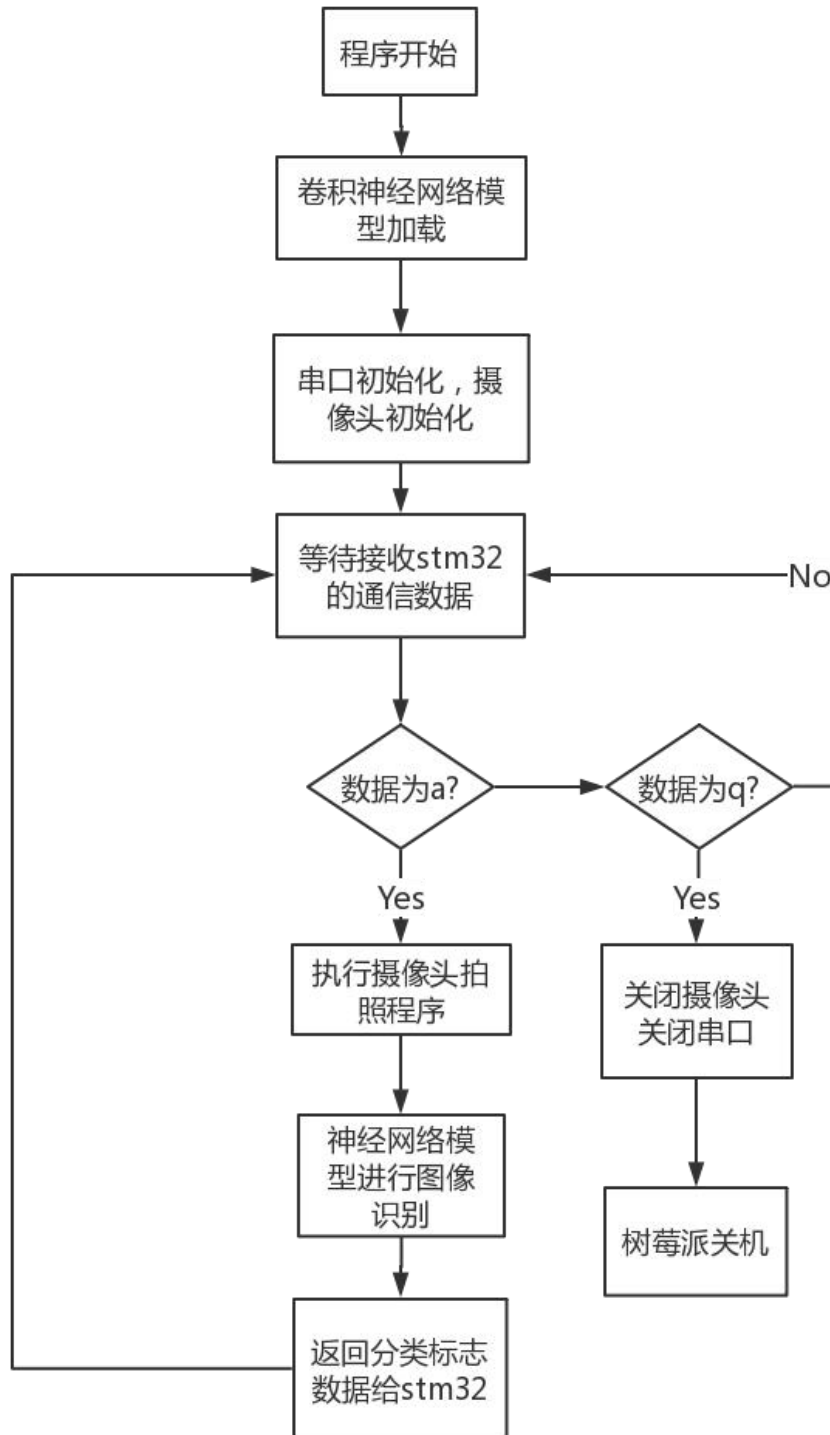 程序开始
卷积神经网络模
型加载
串口初始化，摄
像头初始化
等待接收stm32
的通信数据
No
数据为a?
数据为q?
Yes
Yes
执行摄像头拍
照程序
关闭摄像头
关闭串口
神经网络模
型进行图像
识别
树莓派关机
返回分类标志
数据给stm32